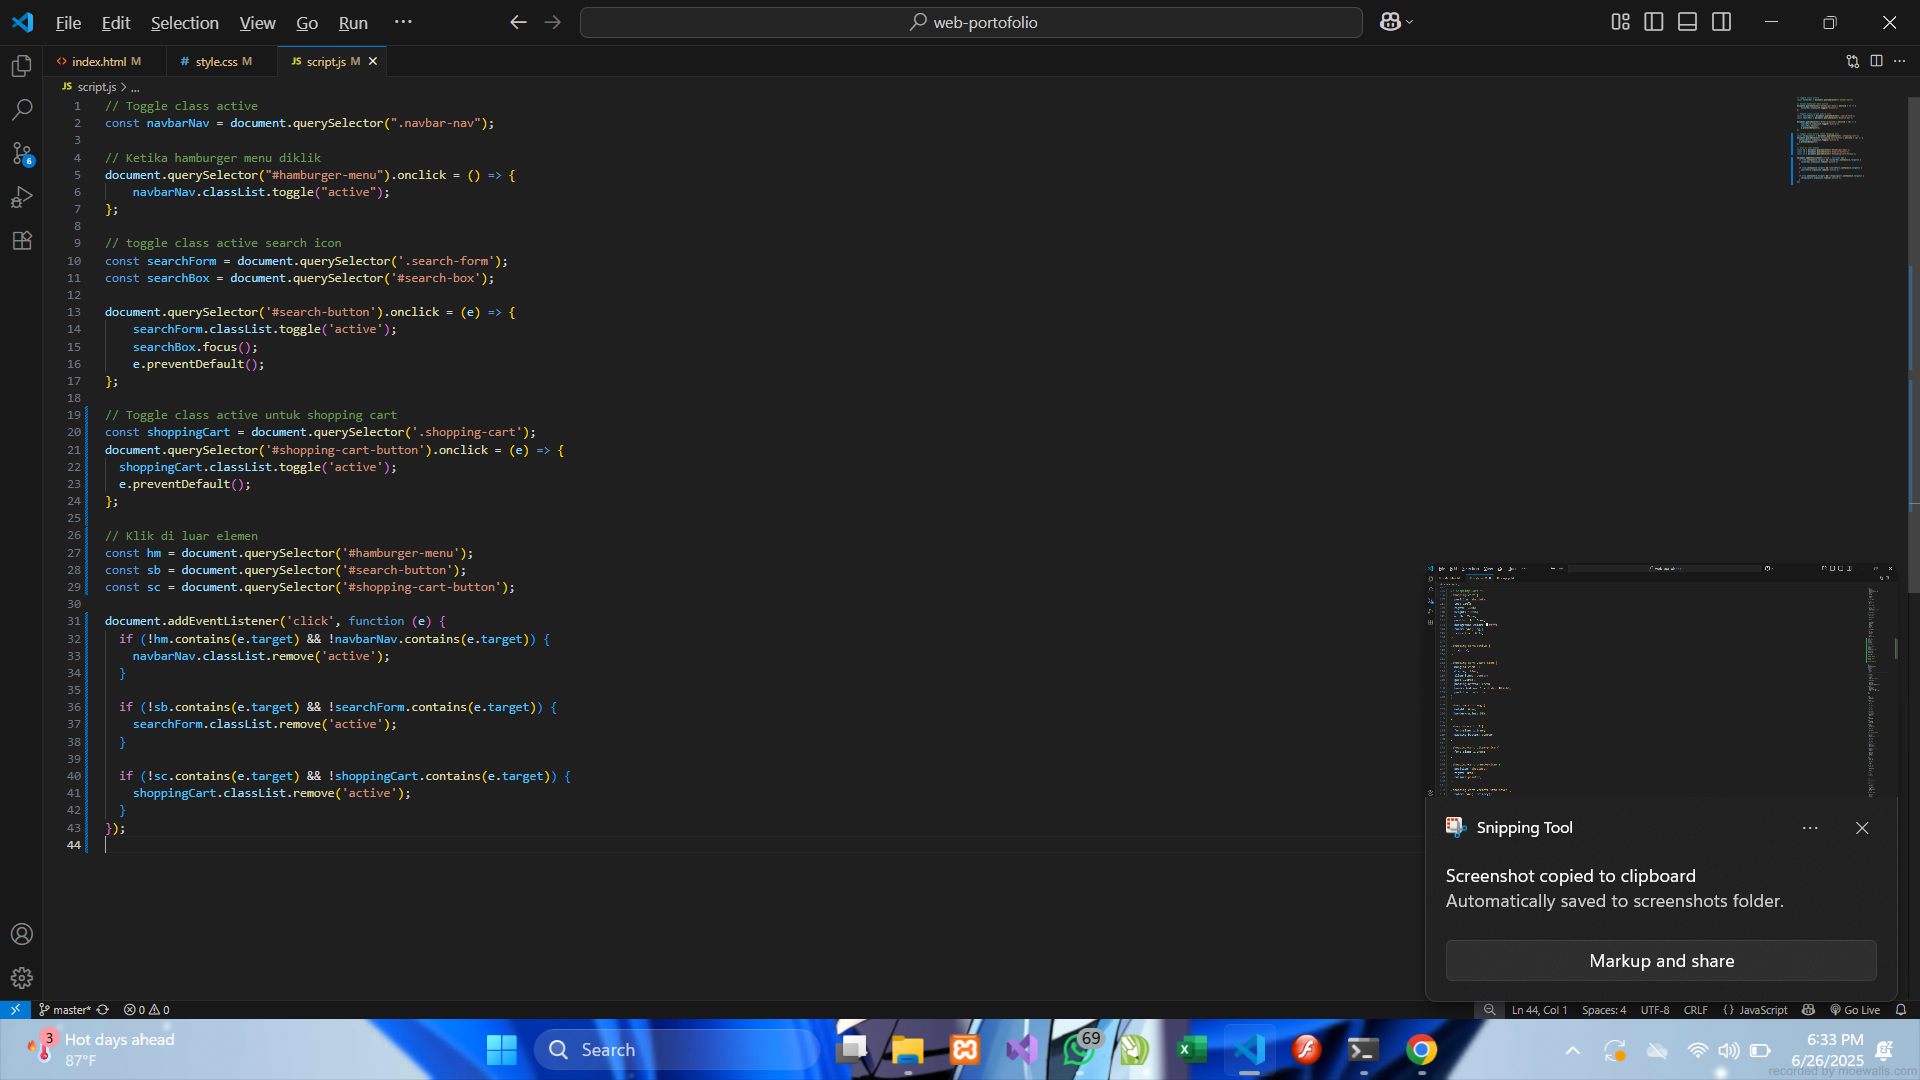 File Edit Selection View Go Run ···
web-portofolio
index.html M
# style.css M
JS script.js M
JS script.js > ...
1 // Toggle class active
2 const navbarNav = document.querySelector(".navbar-nav");
3
4 // Ketika hamburger menu diklik
5 document.querySelector("#hamburger-menu").onclick = () => {
6 navbarNav.classList.toggle("active");
7 };
8
9 // toggle class active search icon
10 const searchForm = document.querySelector('.search-form');
11 const searchBox = document.querySelector('#search-box');
12
13 document.querySelector('#search-button').onclick = (e) => {
14 searchForm.classList.toggle('active');
15 searchBox.focus();
16 e.preventDefault();
17 };
18
19 // Toggle class active untuk shopping cart
20 const shoppingCart = document.querySelector('.shopping-cart');
21 document.querySelector('#shopping-cart-button').onclick = (e) => {
22 shoppingCart.classList.toggle('active');
23 e.preventDefault();
24 };
25
26 // Klik di luar elemen
27 const hm = document.querySelector('#hamburger-menu');
28 const sb = document.querySelector('#search-button');
29 const sc = document.querySelector('#shopping-cart-button');
30
31 document.addEventListener('click', function (e) {
32 if (!hm.contains(e.target) && !navbarNav.contains(e.target)) {
33 navbarNav.classList.remove('active');
34 }
35
36 if (!sb.contains(e.target) && !searchForm.contains(e.target)) {
37 searchForm.classList.remove('active');
38 }
39
40 if (!sc.contains(e.target) && !shoppingCart.contains(e.target)) {
41 shoppingCart.classList.remove('active');
42 }
43 });
44
6
Snipping Tool
Screenshot copied to clipboard
Automatically saved to screenshots folder.
Markup and share
master* 0 0
Ln 44, Col 1 Spaces: 4 UTF-8 CRLF {} JavaScript Go Live
3
Hot days ahead
87°F
Search
69
6:33 PM
6/26/2025
recorded by moewalls.com